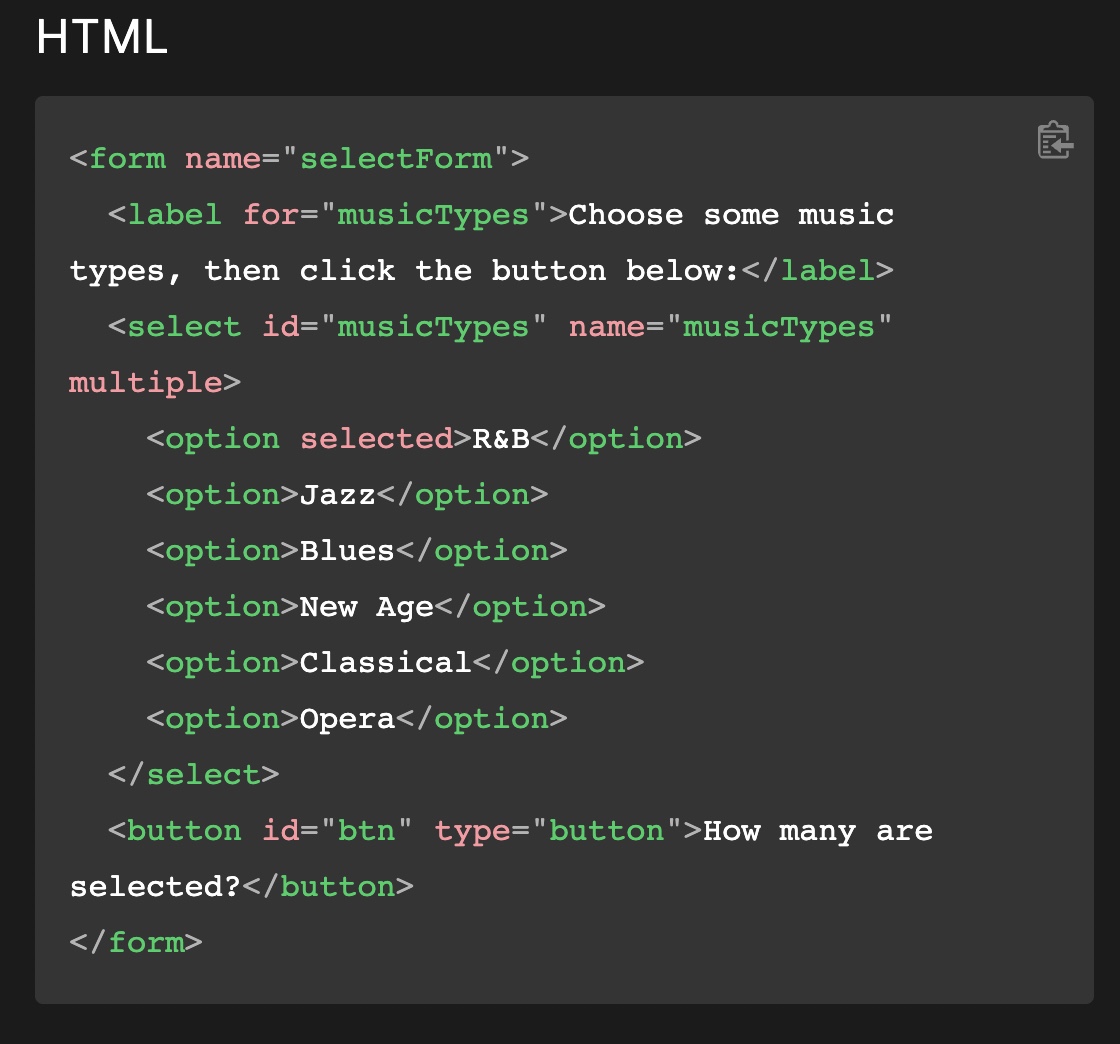 HTML
<form name="selectForm">
  <label for="musicTypes">Choose some music
types, then click the button below:</label>
  <select id="musicTypes" name="musicTypes"
multiple>
    <option selected>R&B</option>
    <option>Jazz</option>
    <option>Blues</option>
    <option>New Age</option>
    <option>Classical</option>
    <option>Opera</option>
  </select>
  <button id="btn" type="button">How many are
selected?</button>
</form>